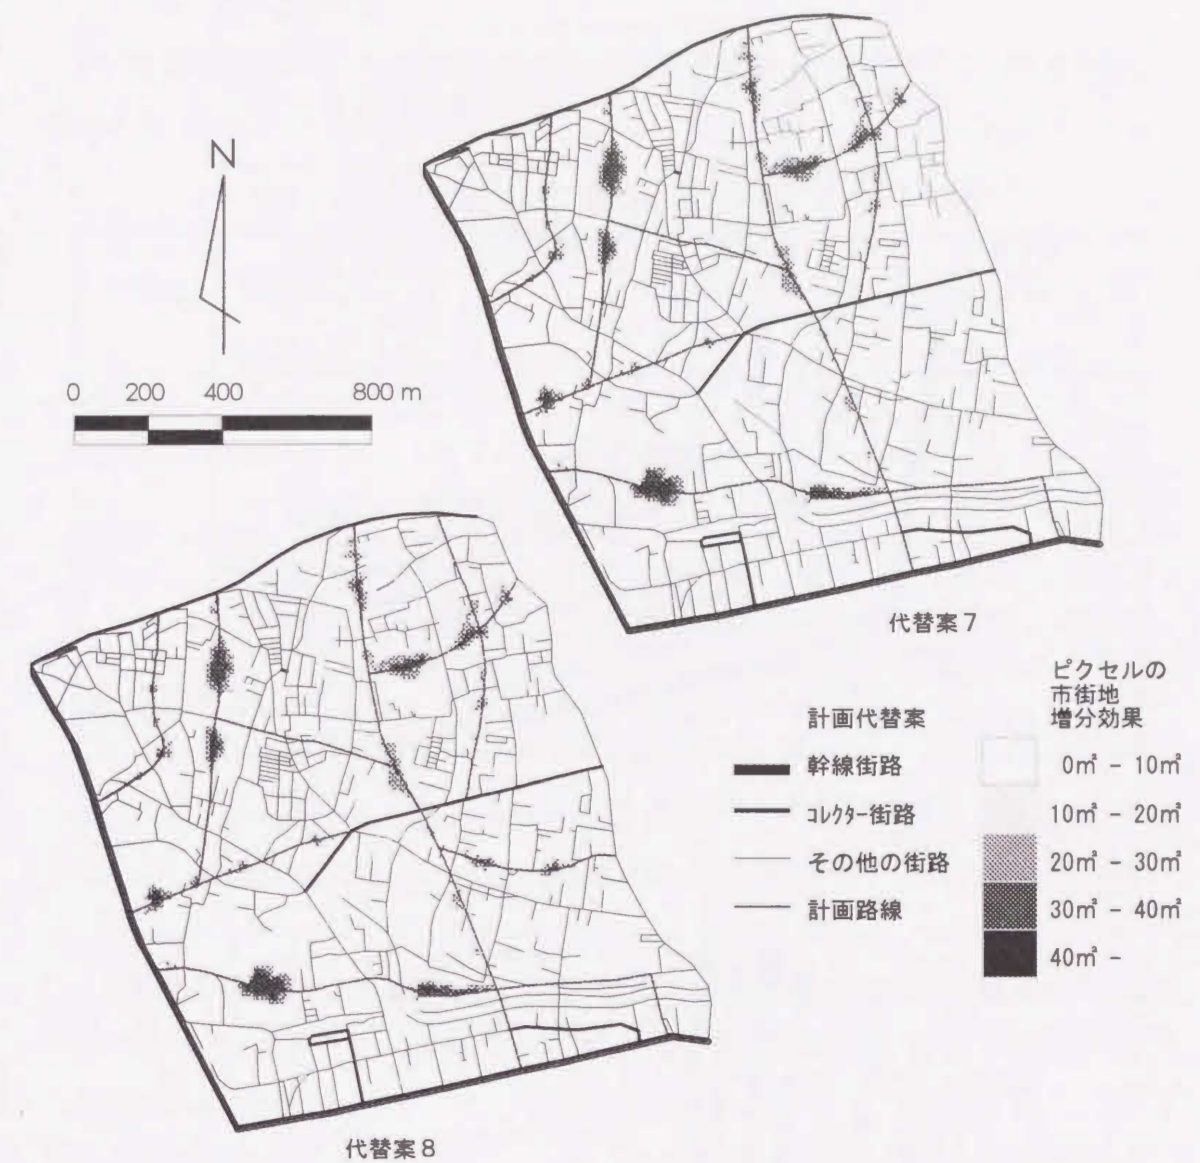 N
0 200 400 800 m
代替案7
計画代替案
幹線街路
コレクター街路
その他の街路
計画路線
ピクセルの
市街地
増分効果
0㎡ - 10㎡
10㎡ - 20㎡
20㎡ - 30㎡
30㎡ - 40㎡
40㎡ -
代替案8